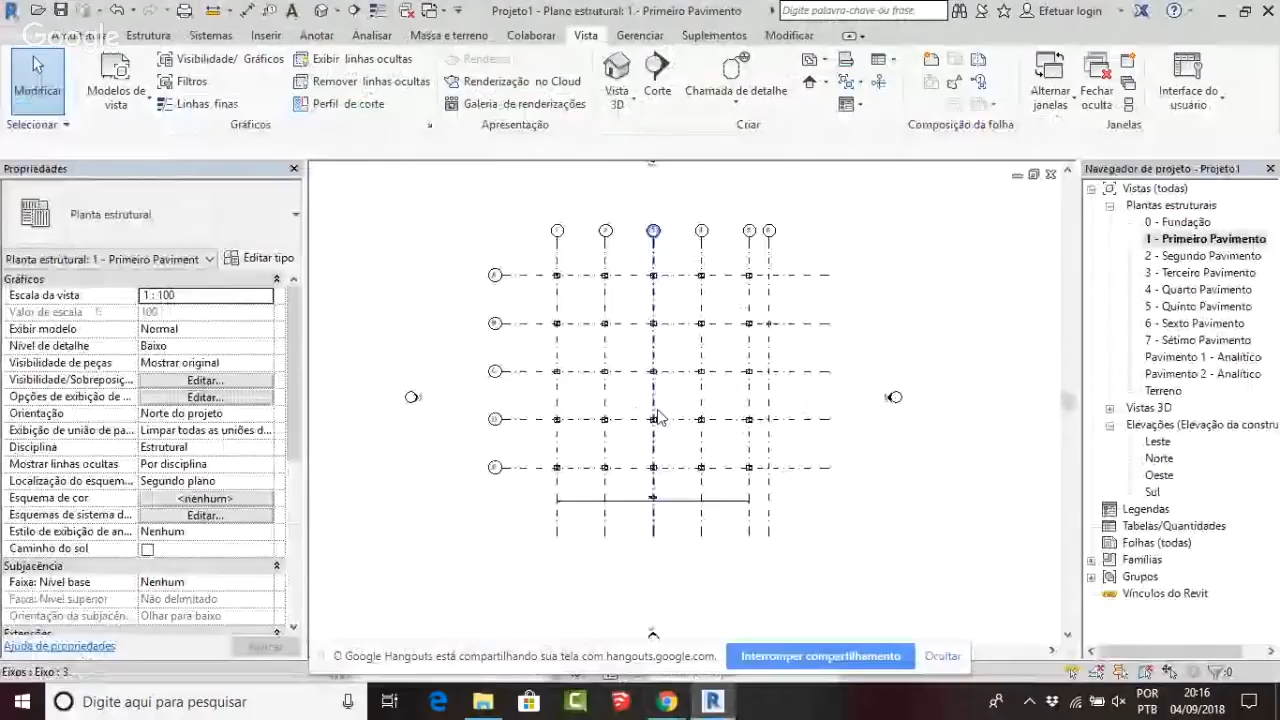 Projeto1 - Plano estrutural: 1 - Primeiro Pavimento
Digite palavra-chave ou frase
Efetuar login
Google
Estrutura
Sistemas
Inserir
Anotar
Analisar
Massa e terreno
Colaborar
Vista
Gerenciar
Suplementos
Modificar
Modificar
Modelos de vista
Visibilidade/ Gráficos
Filtros
Linhas finas
Exibir linhas ocultas
Remover linhas ocultas
Perfil de corte
Render
Renderização no Cloud
Galeria de renderizações
Vista 3D
Corte
Chamada de detalhe
Alternar janelas
Fechar oculta
Interface do usuário
Selecionar
Gráficos
Apresentação
Criar
Composição da folha
Janelas
Propriedades
Planta estrutural
Planta estrutural: 1 - Primeiro Paviment
Editar tipo
Gráficos
Escala da vista
1 : 100
Valor de escala 1:
100
Exibir modelo
Normal
Nível de detalhe
Baixo
Visibilidade de peças
Mostrar original
Visibilidade/Sobreposiç...
Editar...
Opções de exibição de ...
Editar...
Orientação
Norte do projeto
Exibição de união de pa...
Limpar todas as uniões d...
Disciplina
Estrutural
Mostrar linhas ocultas
Por disciplina
Localização do esquem...
Segundo plano
Esquema de cor
<nenhum>
Esquemas de sistema d...
Editar...
Estilo de exibição de an...
Nenhum
Caminho do sol
Subjacência
Faixa: Nível base
Nenhum
Faixa: Nível superior
Não delimitado
Orientação da subjacên...
Olhar para baixo
Extensões
Ajuda de propriedades
Aplicar
Navegador de projeto - Projeto1
Vistas (todas)
Plantas estruturais
0 - Fundação
1 - Primeiro Pavimento
2 - Segundo Pavimento
3 - Terceiro Pavimento
4 - Quarto Pavimento
5 - Quinto Pavimento
6 - Sexto Pavimento
7 - Sétimo Pavimento
Pavimento 1 - Analítico
Pavimento 2 - Analítico
Terreno
Vistas 3D
Elevações (Elevação da constru
Leste
Norte
Oeste
Sul
Legendas
Tabelas/Quantidades
Folhas (todas)
Famílias
Grupos
Vínculos do Revit
O Google Hangouts está compartilhando sua tela com hangouts.google.com.
Interromper compartilhamento
Ocultar
Eixos : Eixo : 3
:0
Digite aqui para pesquisar
POR
PTB
20:16
04/09/2018